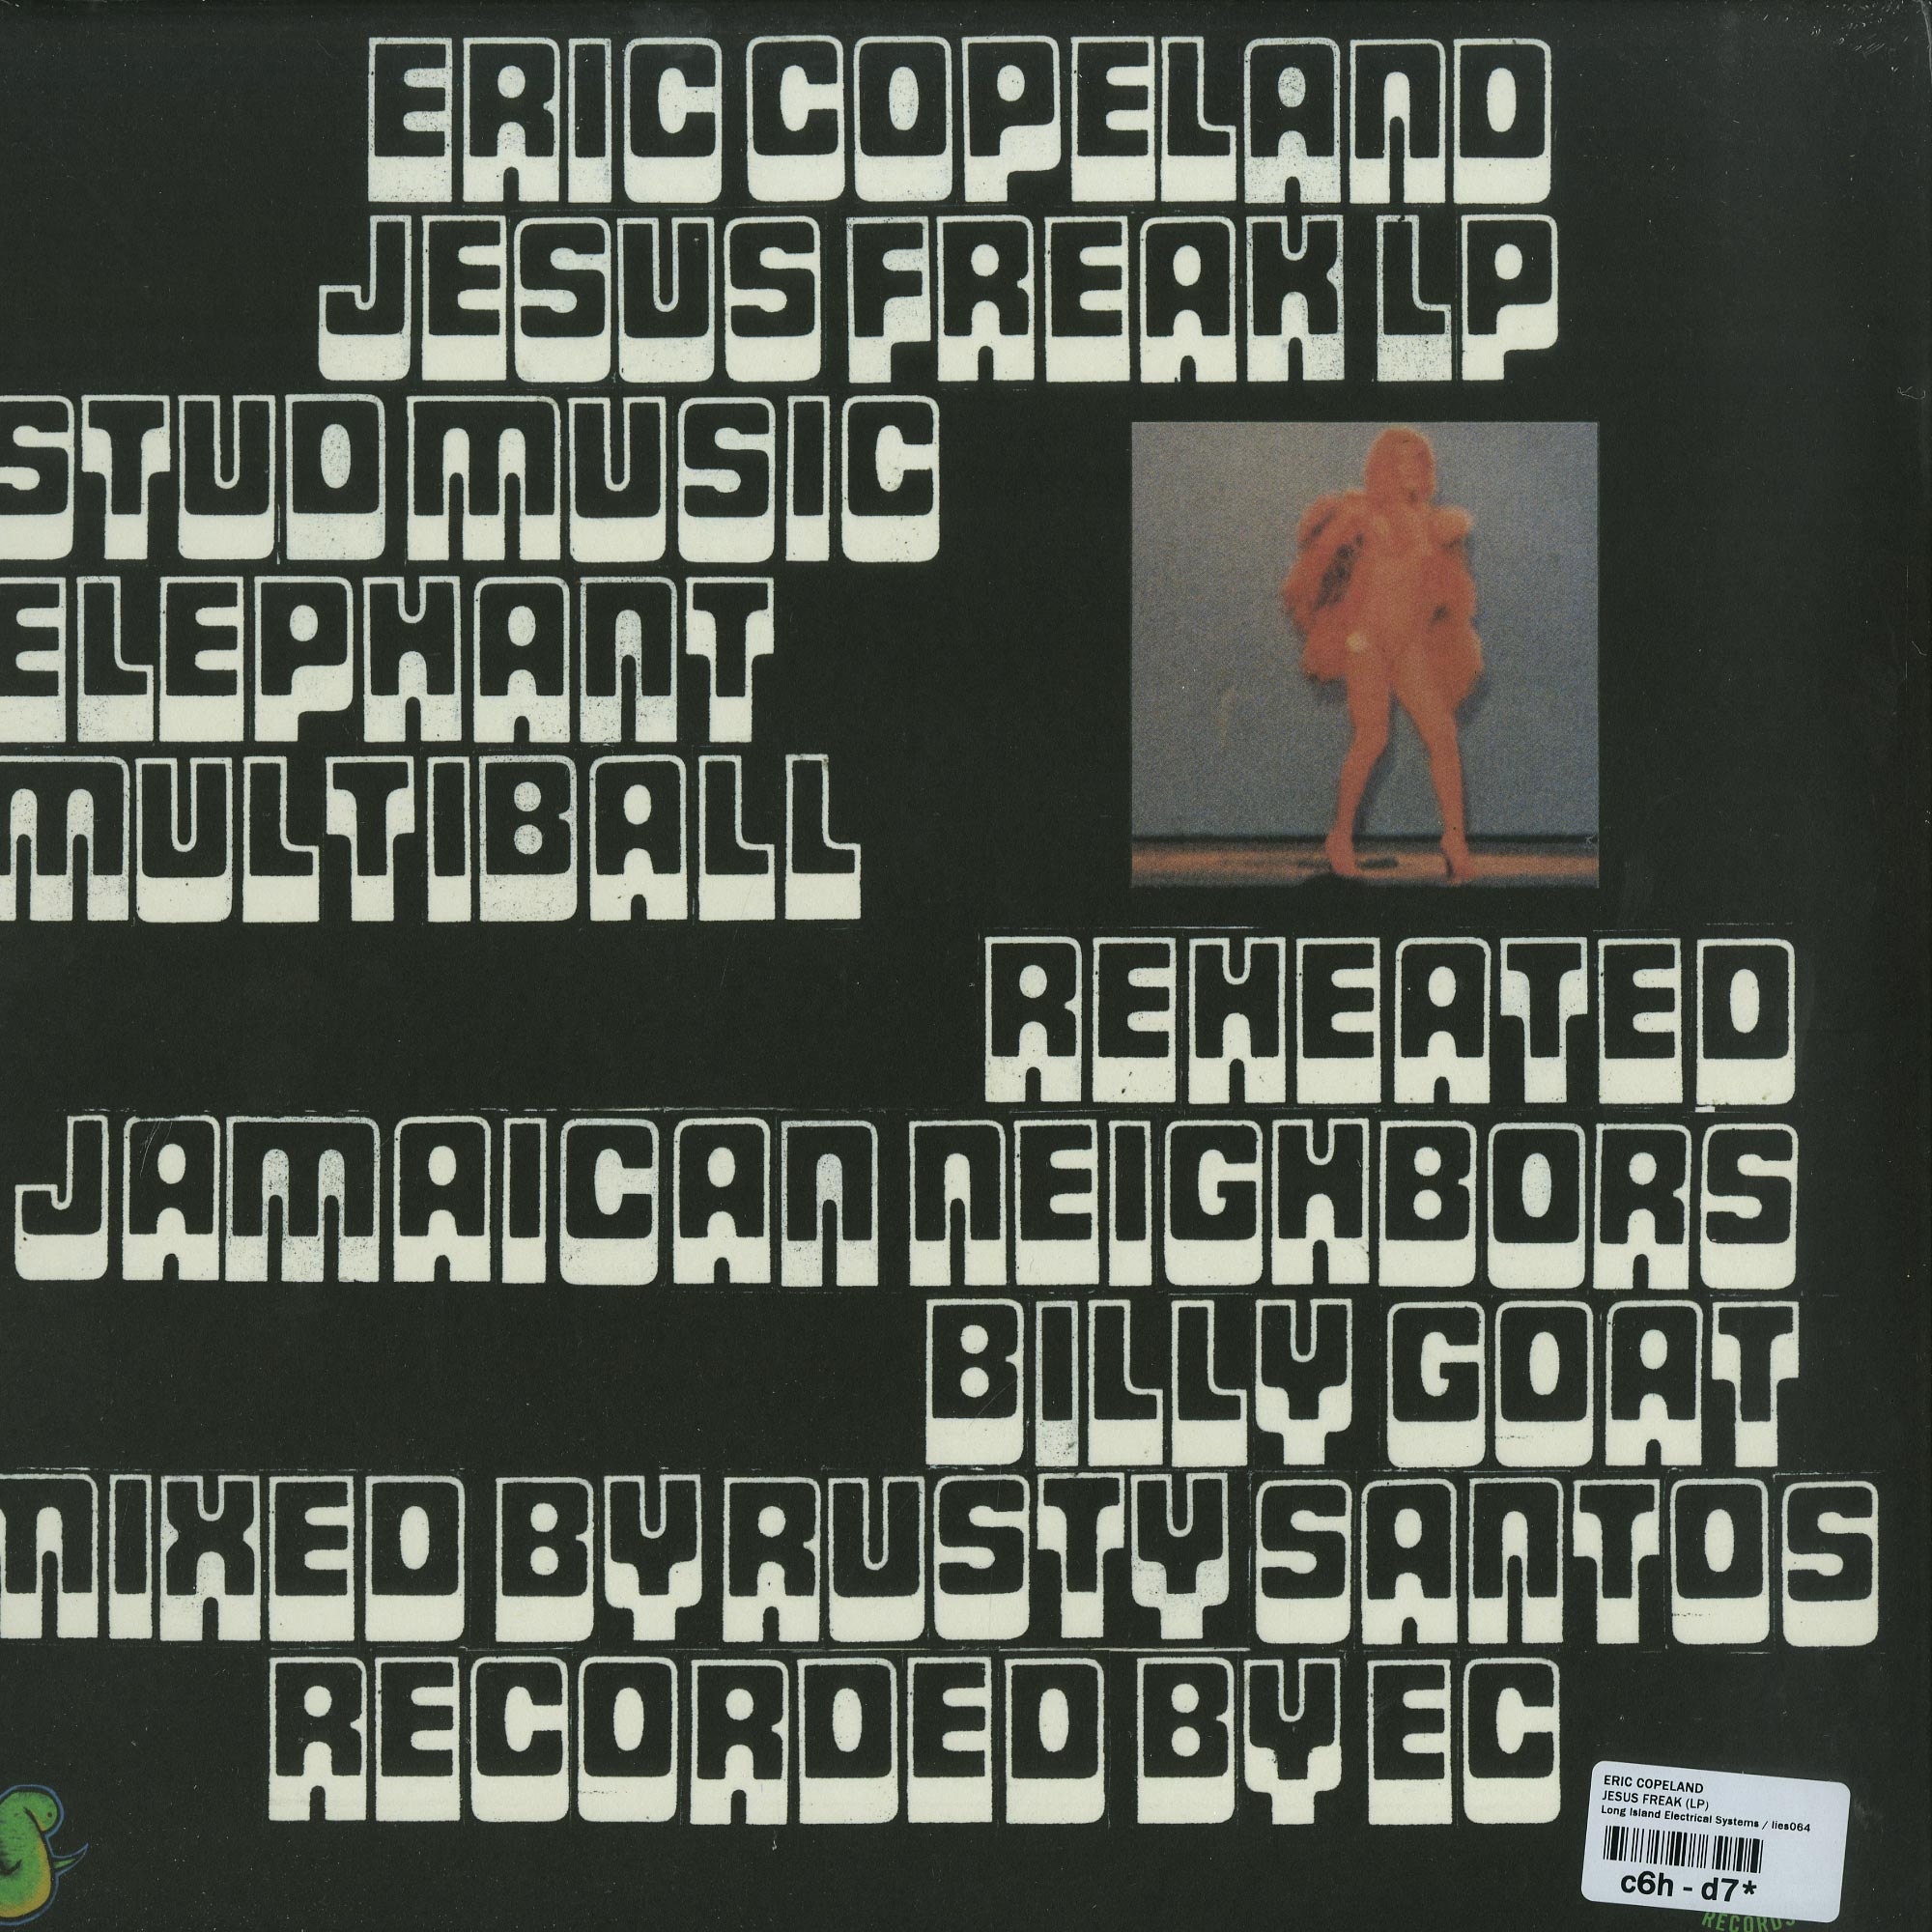 ERIC COPELAND
JESUS FREAK LP
STUD MUSIC
ELEPHANT
MULTIBALL
REHEATED
JAMAICAN NEIGHBORS
BILLY GOAT
MIXED BY RUSTY SANTOS
RECORDED BY EC
ERIC COPELAND
JESUS FREAK (LP)
Long Island Electrical Systems / lies064
c6h - d7*
RECORDS